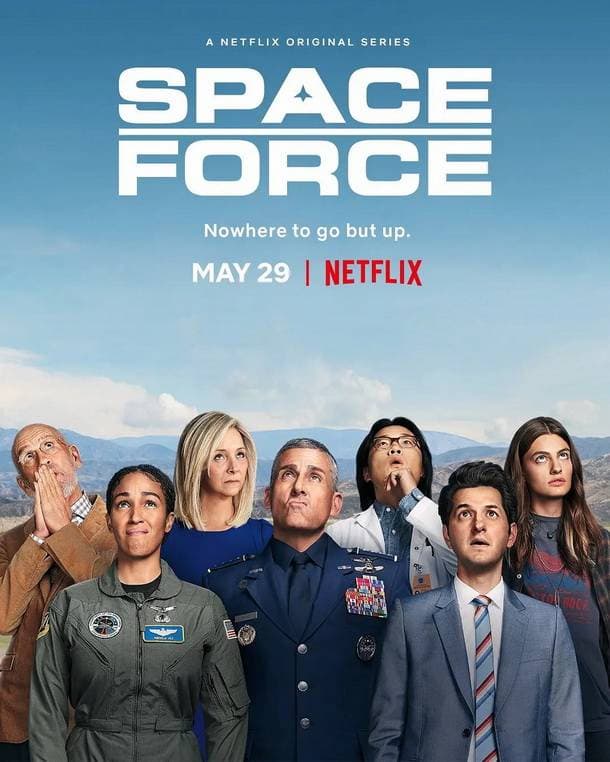 A NETFLIX ORIGINAL SERIES
SPACE
FORCE
Nowhere to go but up.
MAY 29 | NETFLIX